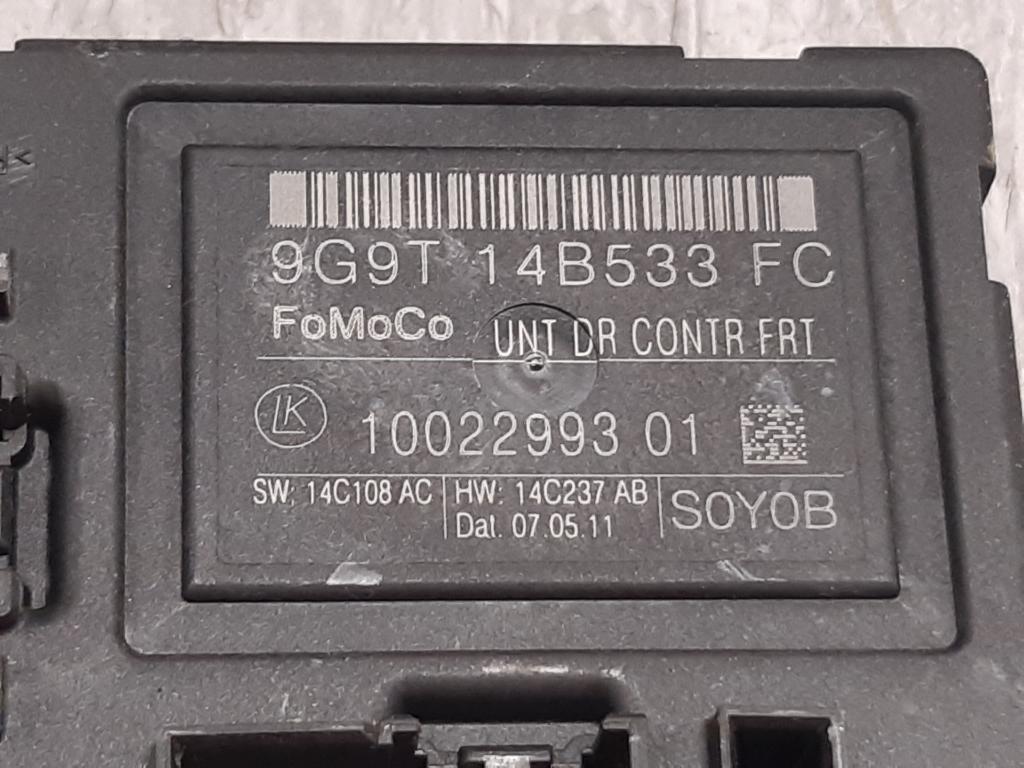 9G9T 14B533 FC
FoMoCo UNT DR CONTR FRT
LK 10022993 01
SW: 14C108 AC HW: 14C237 AB
Dat. 07.05.11
S0Y0B